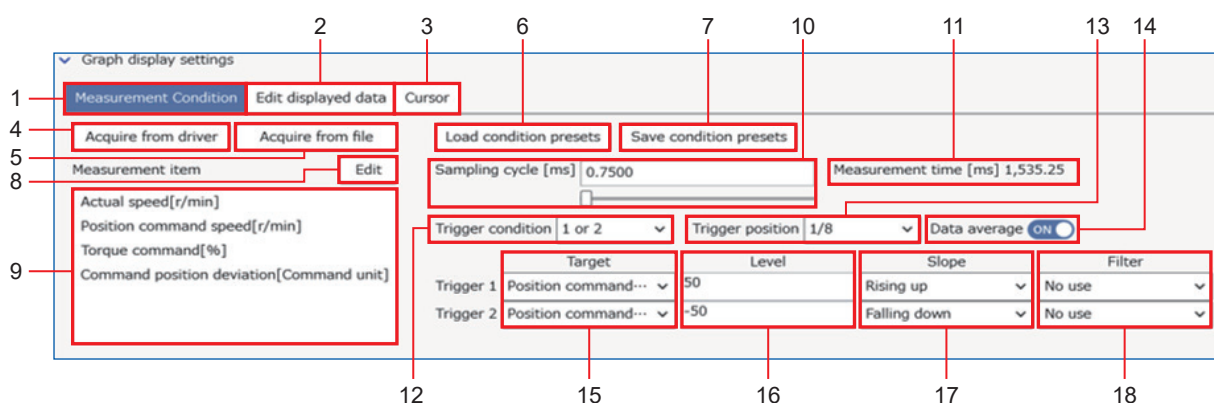 2 3 6 7 10 11 13 14
Graph display settings
1 Measurement Condition Edit displayed data Cursor
4 Acquire from driver Acquire from file Load condition presets Save condition presets
5
8 Measurement item Edit Sampling cycle [ms] 0.7500 Measurement time [ms] 1,535.25
Actual speed[r/min]
Position command speed[r/min] Trigger condition 1 or 2 Trigger position 1/8 Data average ON
Torque command[%]
9 Command position deviation[Command unit] Target Level Slope Filter
Trigger 1 Position command··· 50 Rising up No use
Trigger 2 Position command··· -50 Falling down No use
12 15 16 17 18